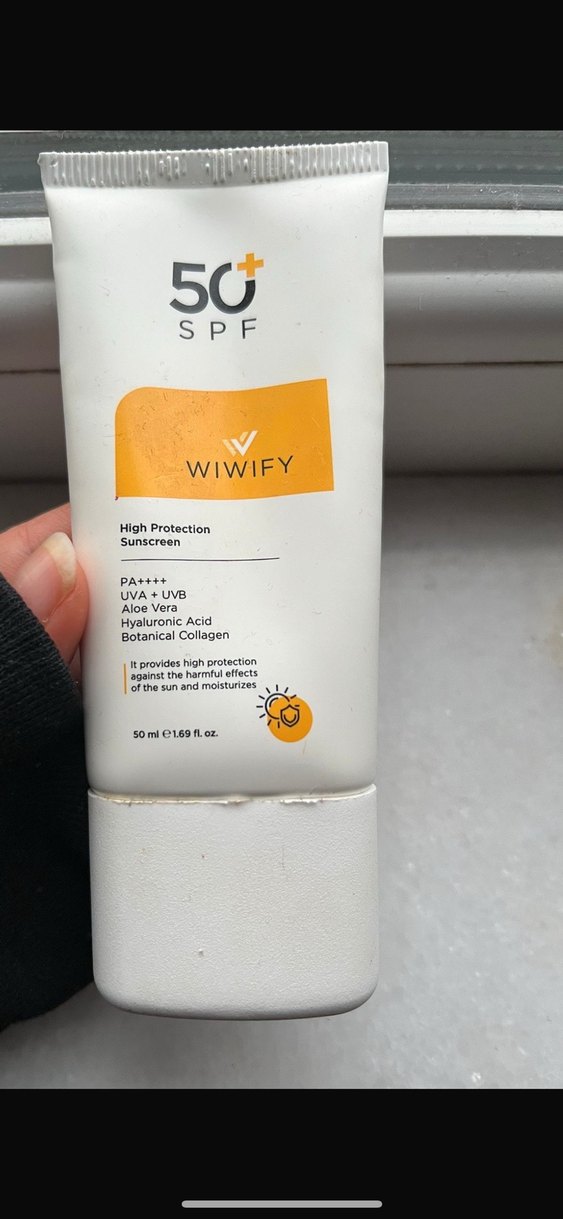 50+
SPF
WIWIFY
High Protection
Sunscreen
PA++++
UVA + UVB
Aloe Vera
Hyaluronic Acid
Botanical Collagen
It provides high protection
against the harmful effects
of the sun and moisturizes
50 ml ℮ 1.69 fl. oz.